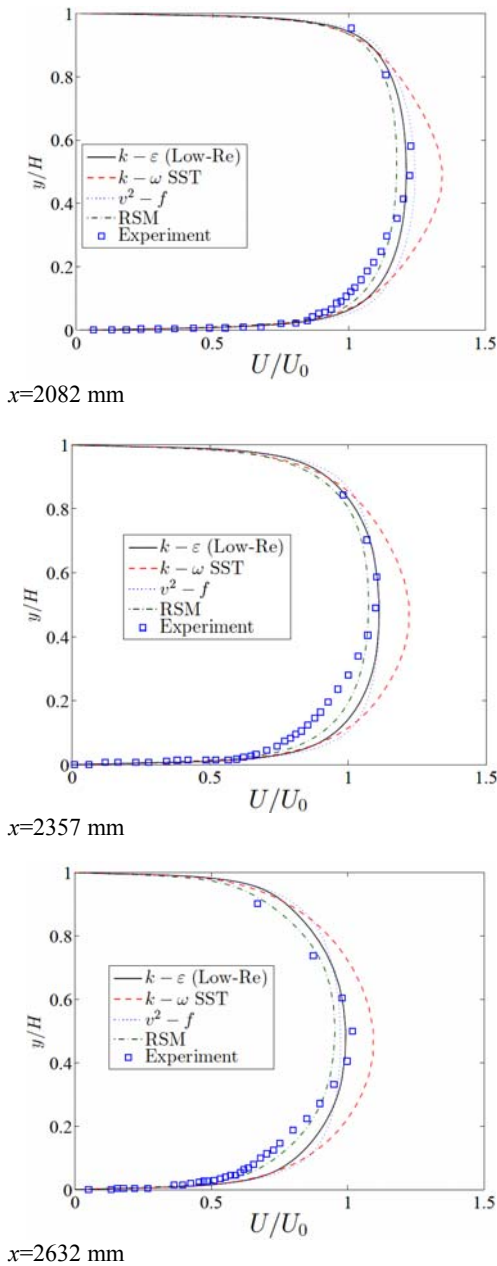 1
0.8
0.6
0.4
0.2
0
y/H
k − ε (Low-Re)
k − ω SST
v² − f
RSM
Experiment
0 0.5 1 1.5
U/U₀
x=2082 mm
1
0.8
0.6
0.4
0.2
0
y/H
k − ε (Low-Re)
k − ω SST
v² − f
RSM
Experiment
0 0.5 1 1.5
U/U₀
x=2357 mm
1
0.8
0.6
0.4
0.2
0
y/H
k − ε (Low-Re)
k − ω SST
v² − f
RSM
Experiment
0 0.5 1 1.5
U/U₀
x=2632 mm